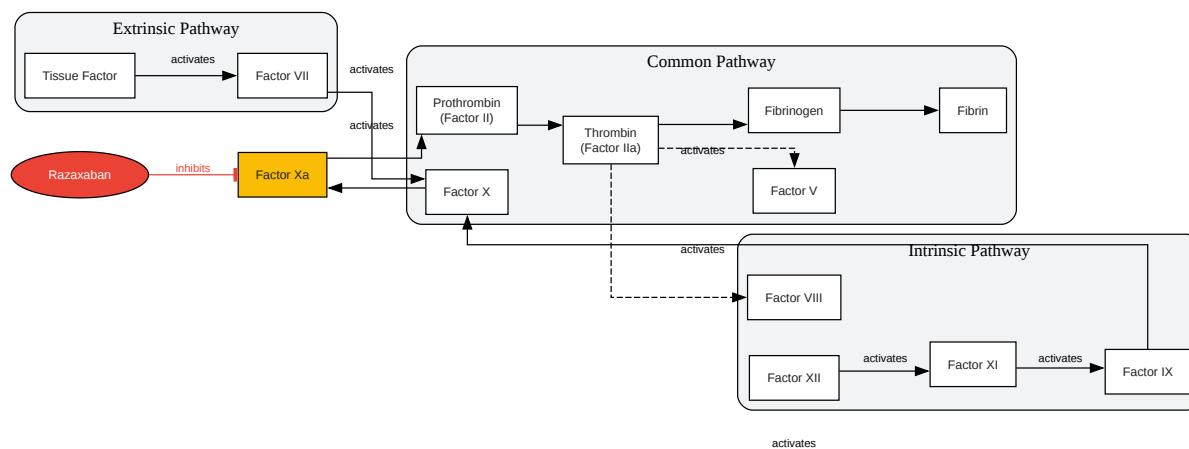 Extrinsic Pathway
Tissue Factor
activates
Factor VII
activates
activates
Razaxaban
inhibits
Factor Xa
Common Pathway
Prothrombin
(Factor II)
Thrombin
(Factor IIa)
Fibrinogen
Fibrin
activates
Factor V
Factor X
activates
Intrinsic Pathway
Factor VIII
Factor XII
activates
Factor XI
activates
Factor IX
activates